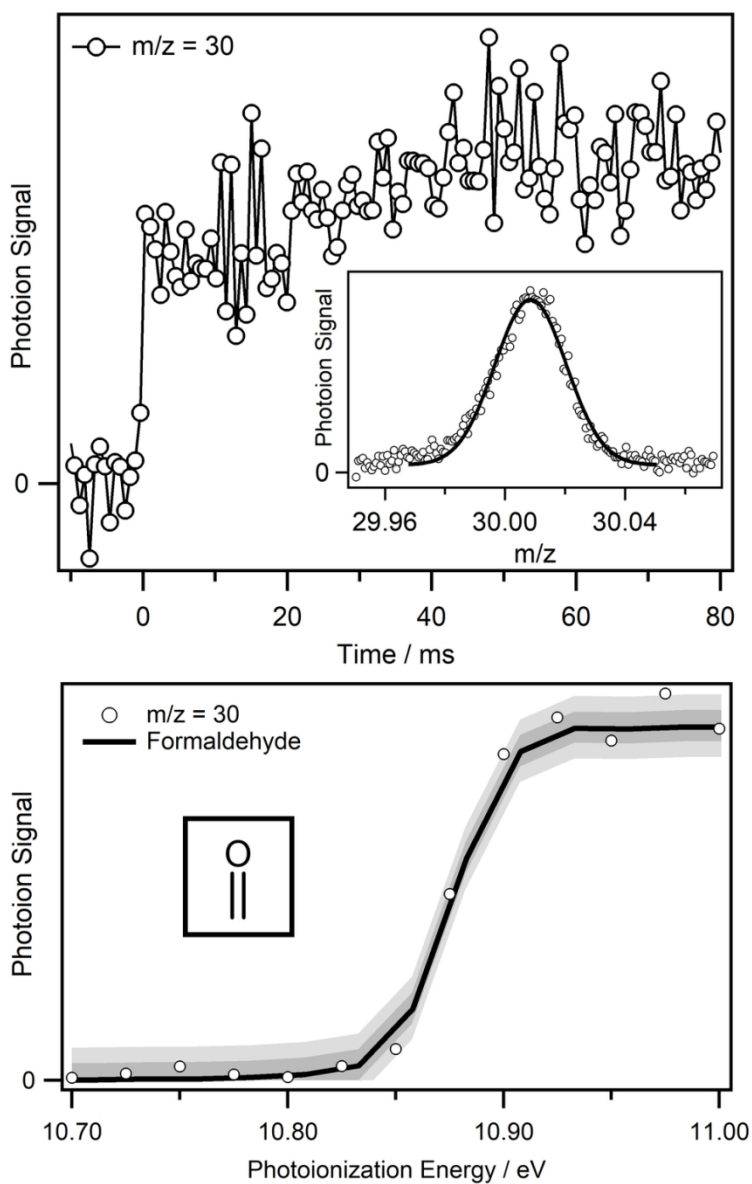 m/z = 30
Photoion Signal
0
Photoion Signal
0
29.96 30.00 30.04
m/z
0 20 40 60 80
Time / ms
m/z = 30
Formaldehyde
Photoion Signal
O
0
10.70 10.80 10.90 11.00
Photoionization Energy / eV